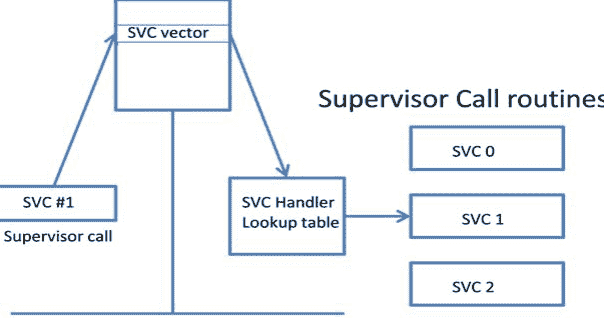 SVC vector
Supervisor Call routines
SVC 0
SVC #1
SVC Handler
Lookup table
SVC 1
Supervisor call
SVC 2